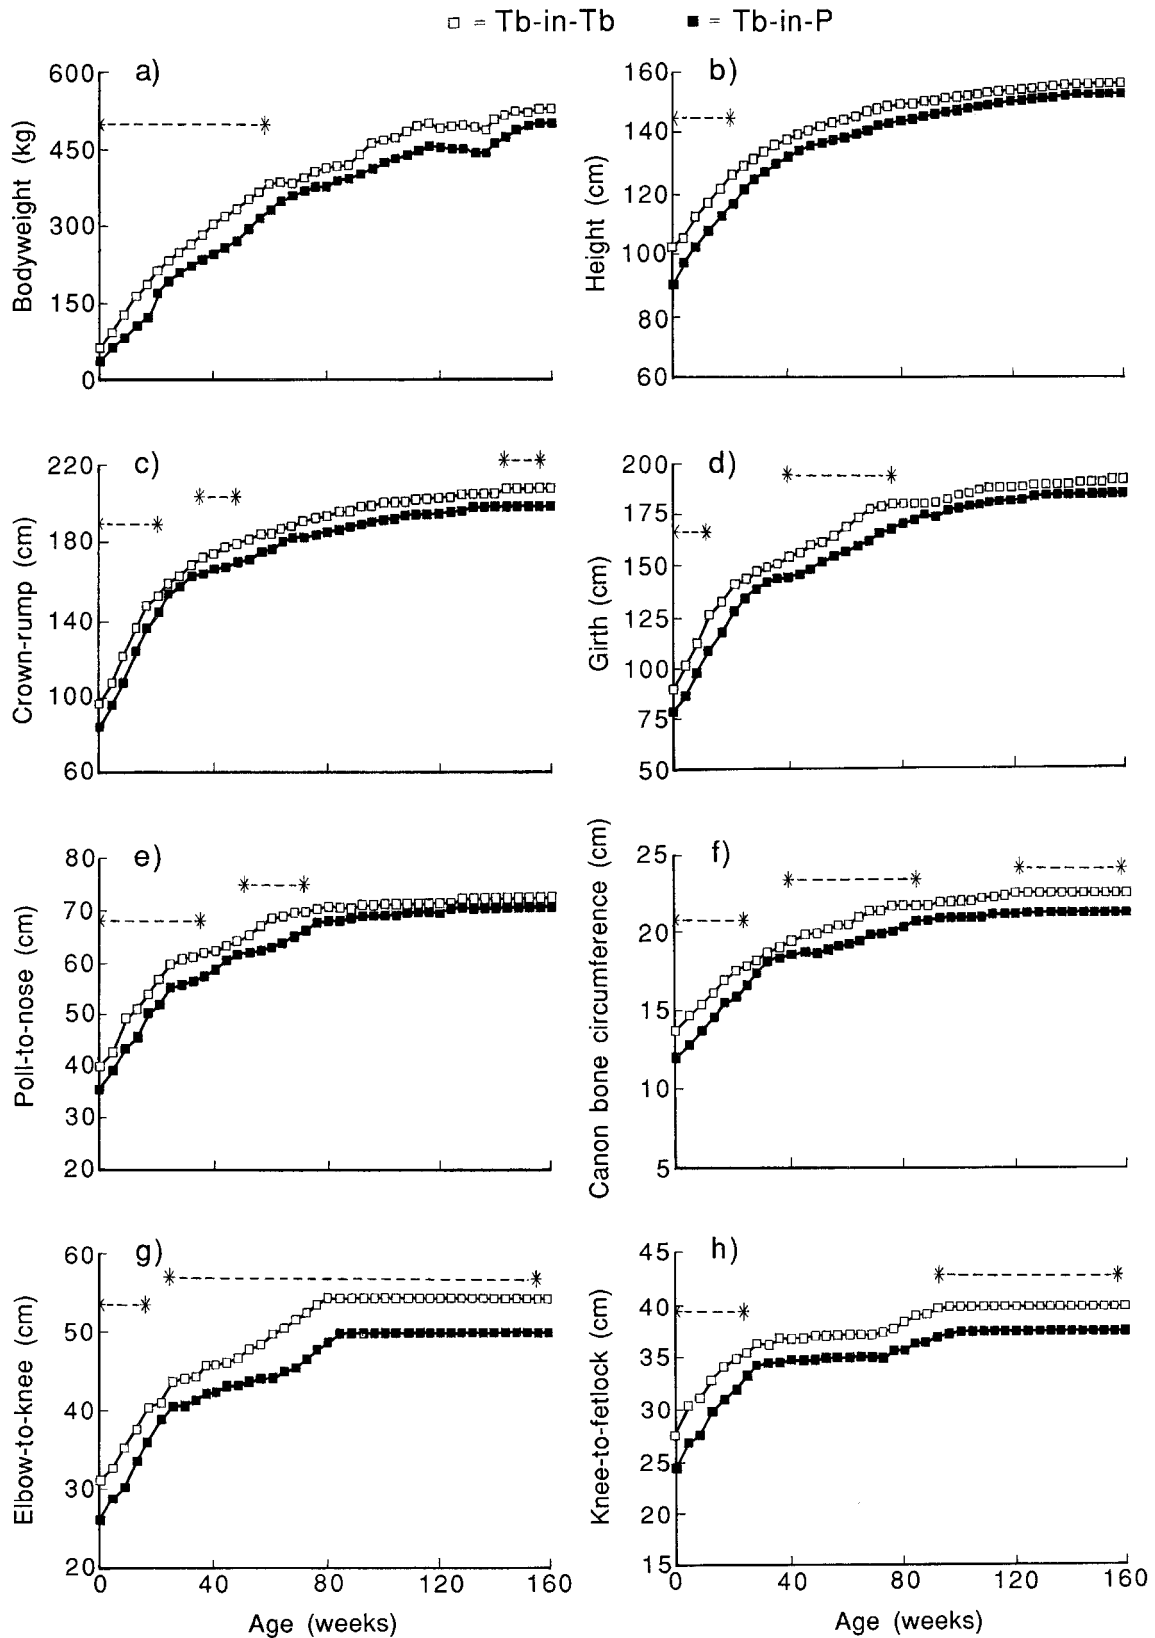 □ = Tb-in-Tb ■ = Tb-in-P
a)
600
450
300
150
0
Bodyweight (kg)
b)
160
140
120
100
80
60
Height (cm)
c)
220
180
140
100
60
Crown-rump (cm)
d)
200
175
150
125
100
75
50
Girth (cm)
e)
80
70
60
50
40
30
20
Poll-to-nose (cm)
f)
25
20
15
10
5
Canon bone circumference (cm)
g)
60
50
40
30
20
Elbow-to-knee (cm)
0 40 80 120 160
Age (weeks)
h)
45
40
35
30
25
20
15
Knee-to-fetlock (cm)
0 40 80 120 160
Age (weeks)